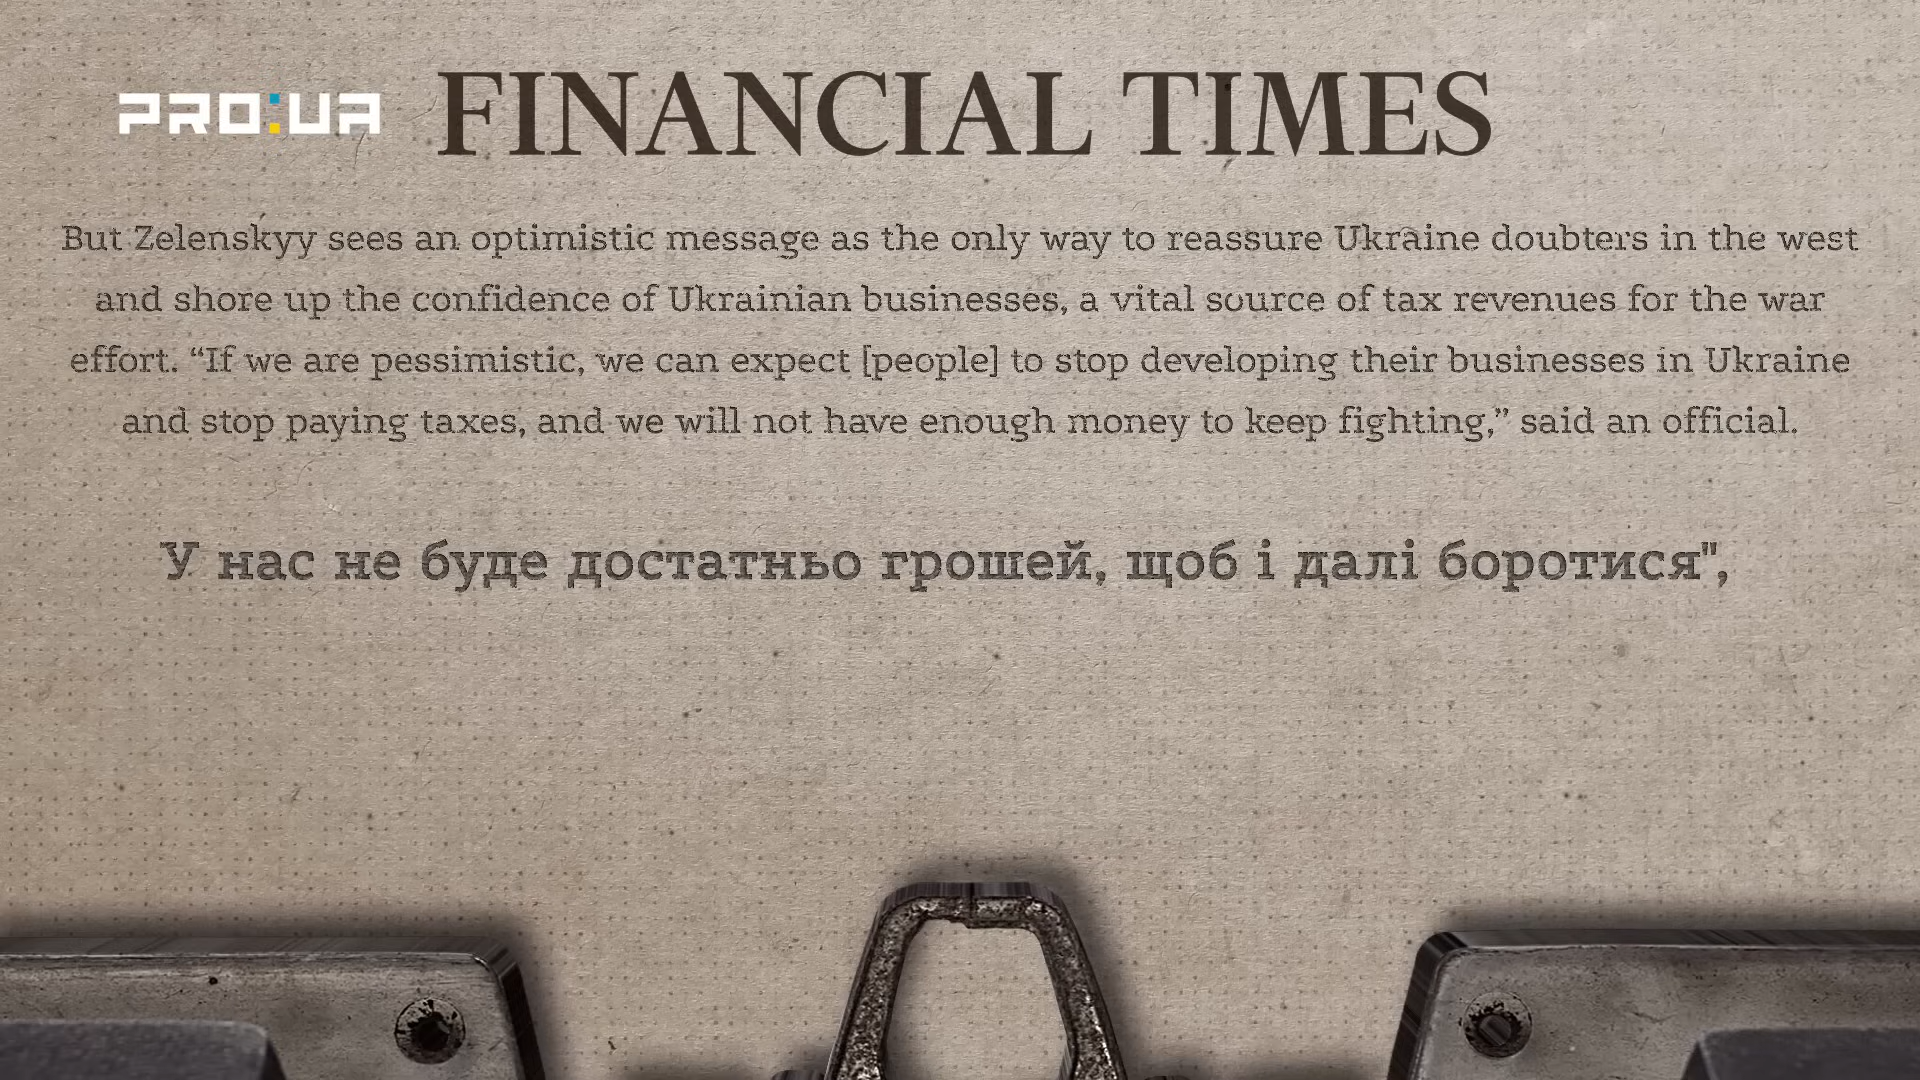 PRO:UA
FINANCIAL TIMES
But Zelenskyy sees an optimistic message as the only way to reassure Ukraine doubters in the west
and shore up the confidence of Ukrainian businesses, a vital source of tax revenues for the war
effort. “If we are pessimistic, we can expect [people] to stop developing their businesses in Ukraine
and stop paying taxes, and we will not have enough money to keep fighting,” said an official.
У нас не буде достатньо грошей, щоб і далі боротися",